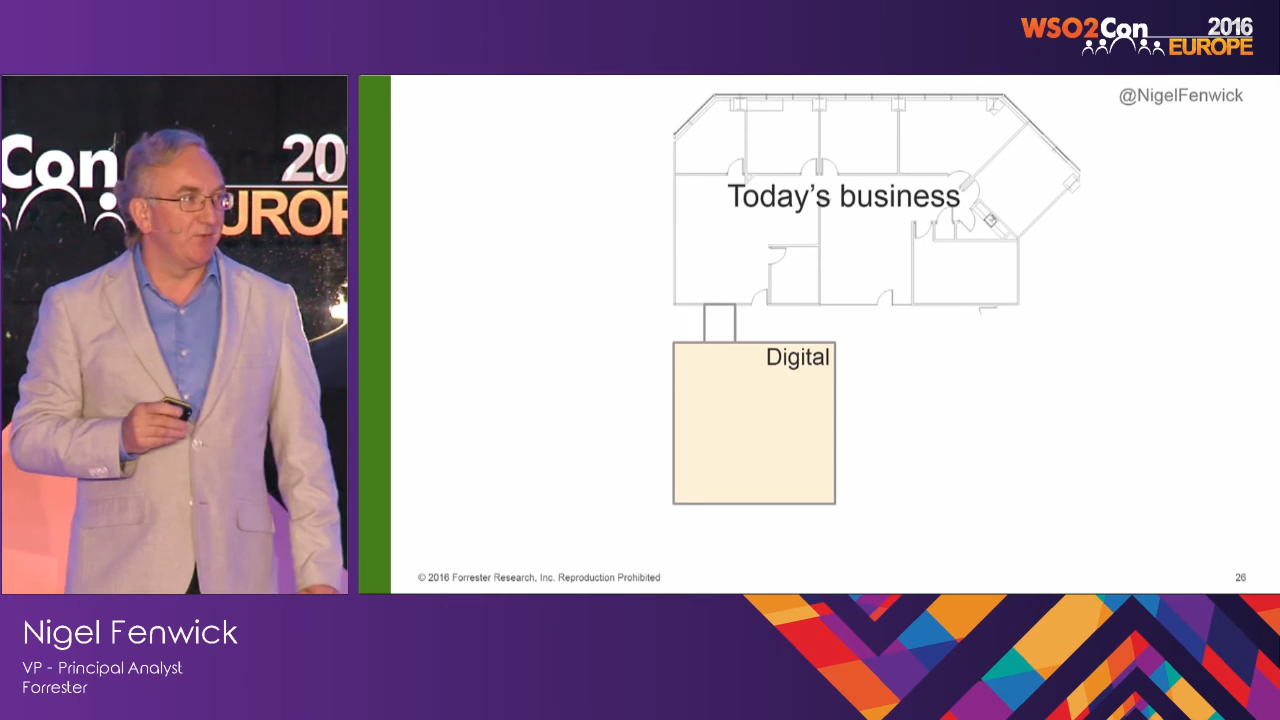 WSO2Con 2016
EUROPE
Con 20
EUROP
@NigelFenwick
Today's business
Digital
© 2016 Forrester Research, Inc. Reproduction Prohibited
26
Nigel Fenwick
VP - Principal Analyst
Forrester